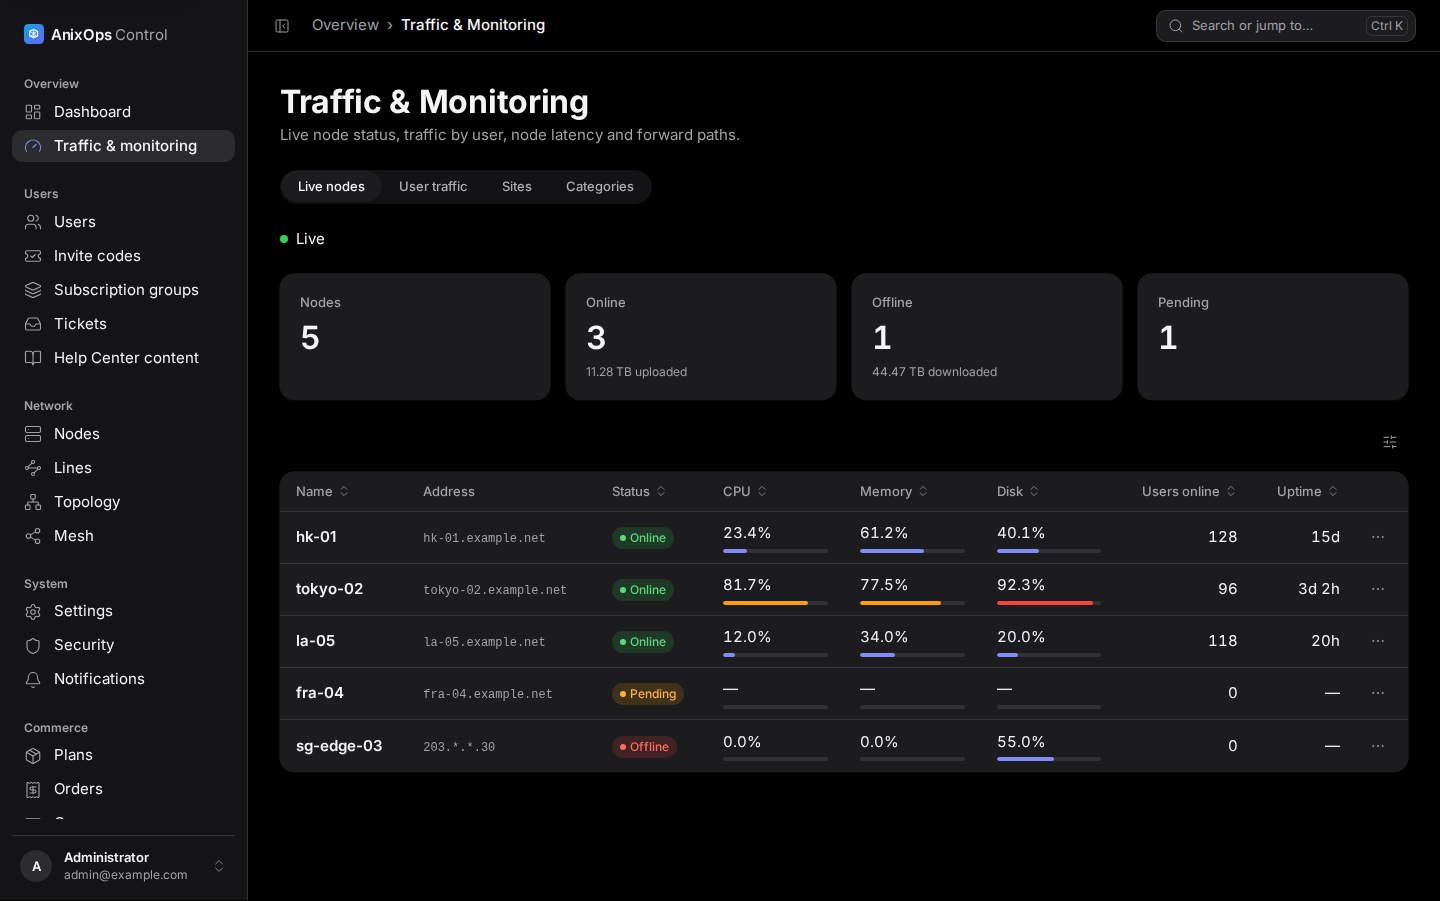 AnixOps Control
Overview
Dashboard
Traffic & monitoring
Users
Users
Invite codes
Subscription groups
Tickets
Help Center content
Network
Nodes
Lines
Topology
Mesh
System
Settings
Security
Notifications
Commerce
Plans
Orders
A
Administrator
admin@example.com
Overview › Traffic & Monitoring
Search or jump to... Ctrl K
Traffic & Monitoring
Live node status, traffic by user, node latency and forward paths.
Live nodes User traffic Sites Categories
Live
Nodes Online Offline Pending
5 3 1 1
11.28 TB uploaded 44.47 TB downloaded
Name Address Status CPU Memory Disk Users online Uptime
hk-01 hk-01.example.net Online 23.4% 61.2% 40.1% 128 15d ···
tokyo-02 tokyo-02.example.net Online 81.7% 77.5% 92.3% 96 3d 2h ···
la-05 la-05.example.net Online 12.0% 34.0% 20.0% 118 20h ···
fra-04 fra-04.example.net Pending — — — 0 — ···
sg-edge-03 203.*.*.30 Offline 0.0% 0.0% 55.0% 0 — ···